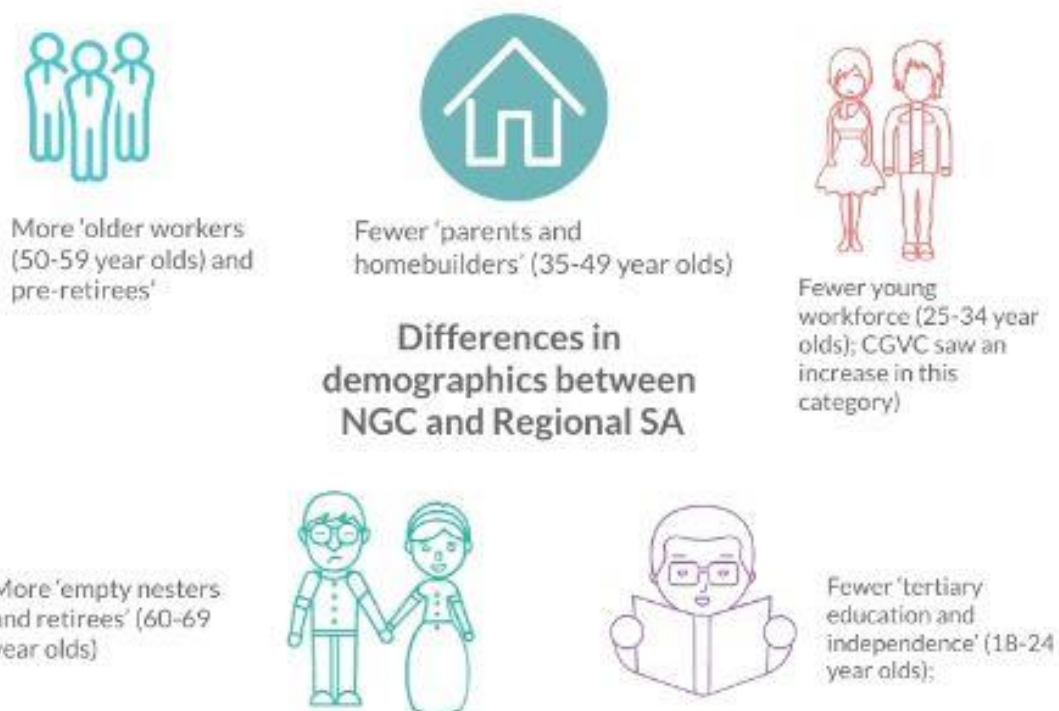 More 'older workers
(50-59 year olds) and
pre-retirees'
Fewer 'parents and
homebuilders' (35-49 year olds)
Fewer young
workforce (25-34 year
olds); CGVC saw an
increase in this
category)
Differences in
demographics between
NGC and Regional SA
More 'empty nesters
and retirees' (60-69
year olds)
Fewer 'tertiary
education and
independence' (18-24
year olds);